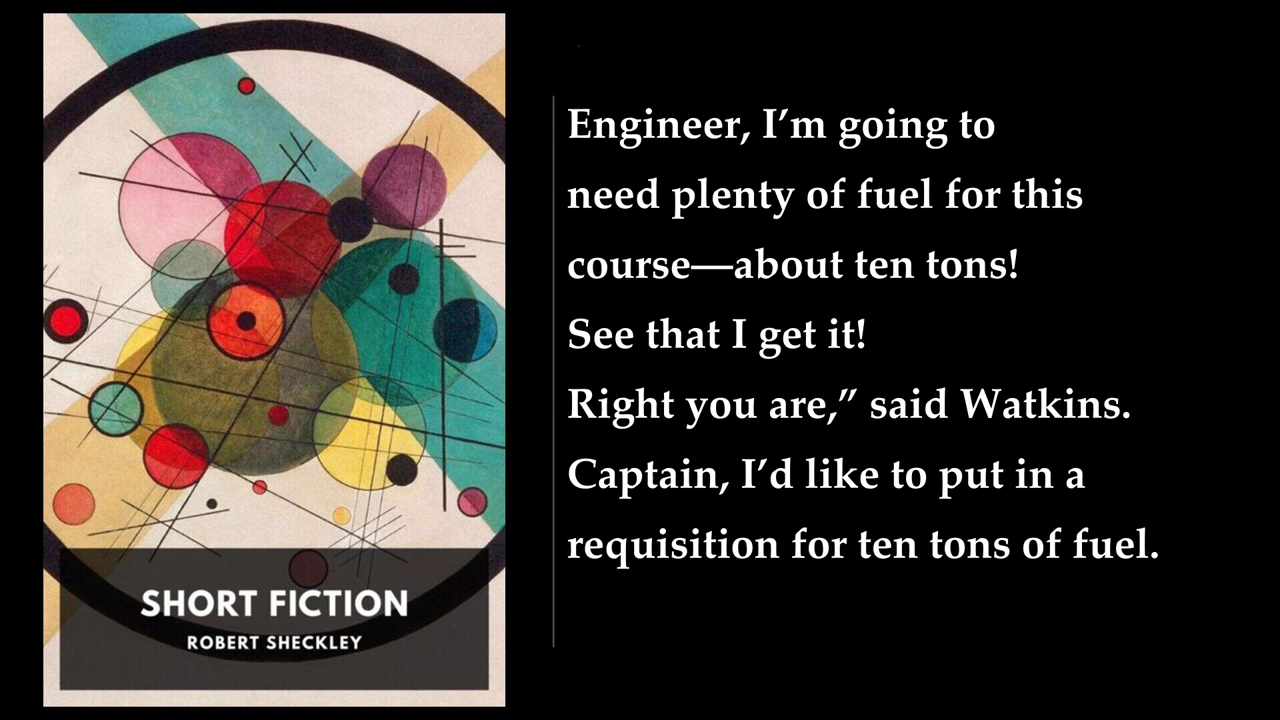 SHORT FICTION
ROBERT SHECKLEY
Engineer, I’m going to
need plenty of fuel for this
course—about ten tons!
See that I get it!
Right you are,” said Watkins.
Captain, I’d like to put in a
requisition for ten tons of fuel.